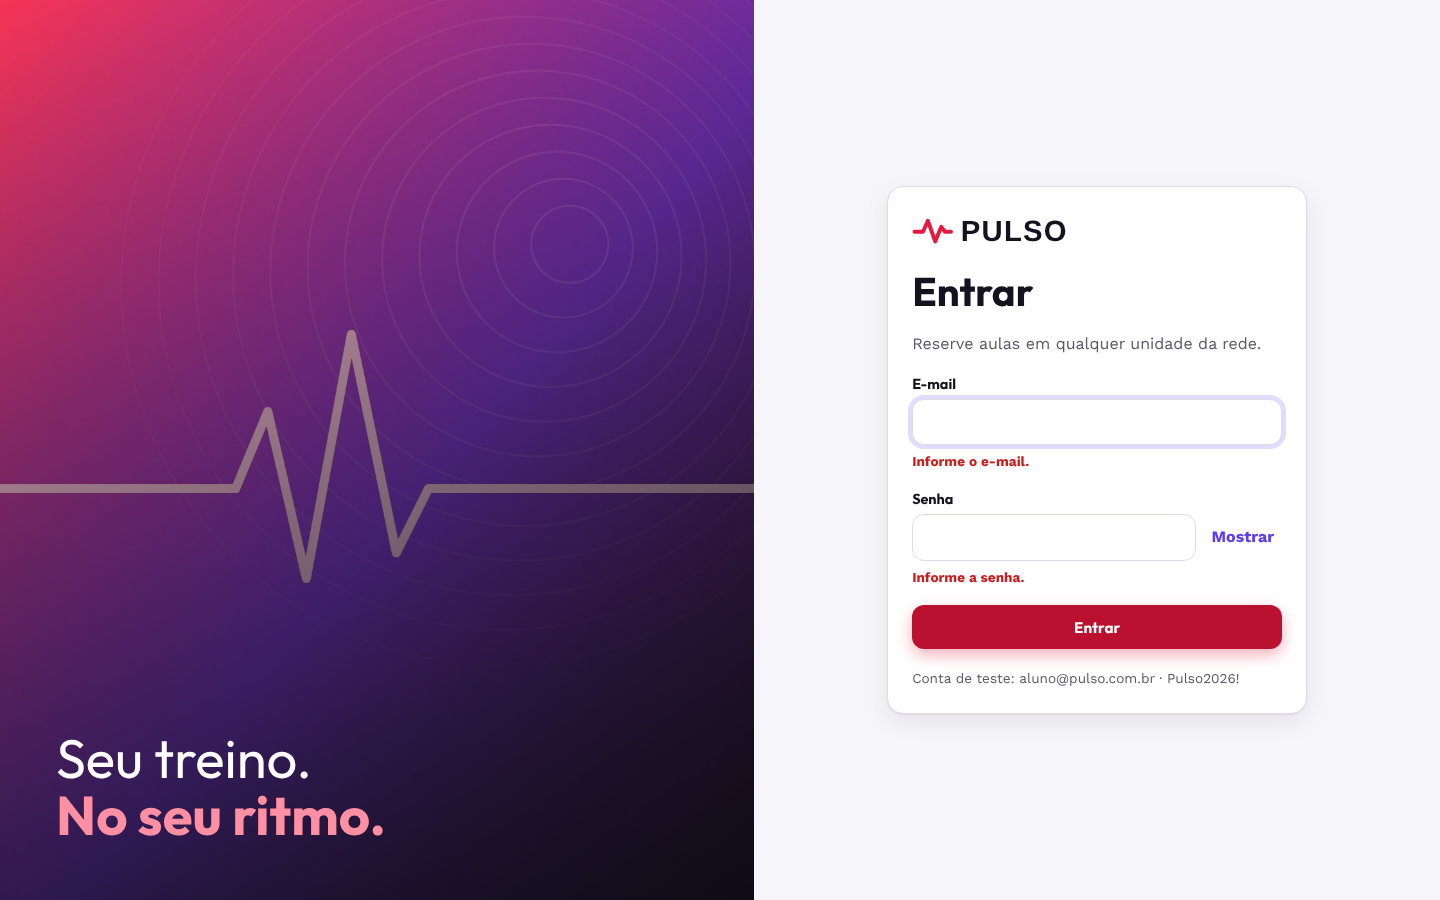 Seu treino.
No seu ritmo.
PULSO
Entrar
Reserve aulas em qualquer unidade da rede.
E-mail
Informe o e-mail.
Senha
Mostrar
Informe a senha.
Entrar
Conta de teste: aluno@pulso.com.br · Pulso2026!